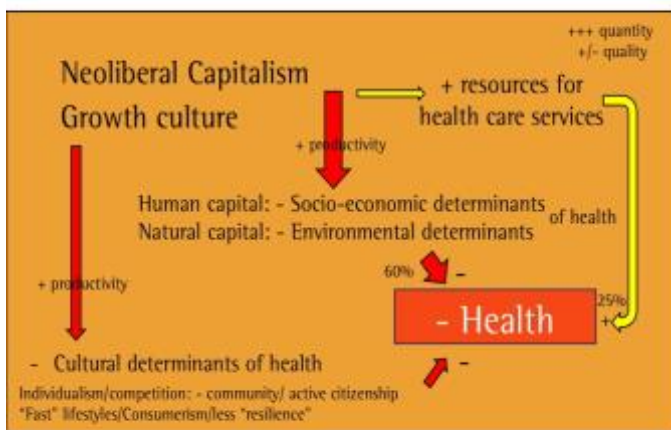 +++ quantity
+/- quality
Neoliberal Capitalism
Growth culture
+ resources for
health care services
+ productivity
Human capital: - Socio-economic determinants
of health
Natural capital: - Environmental determinants
60%
-
+ productivity
25%
+
- Health
- Cultural determinants of health
-
Individualism/competition: - community/ active citizenship
"Fast" lifestyles/Consumerism/less "resilience"